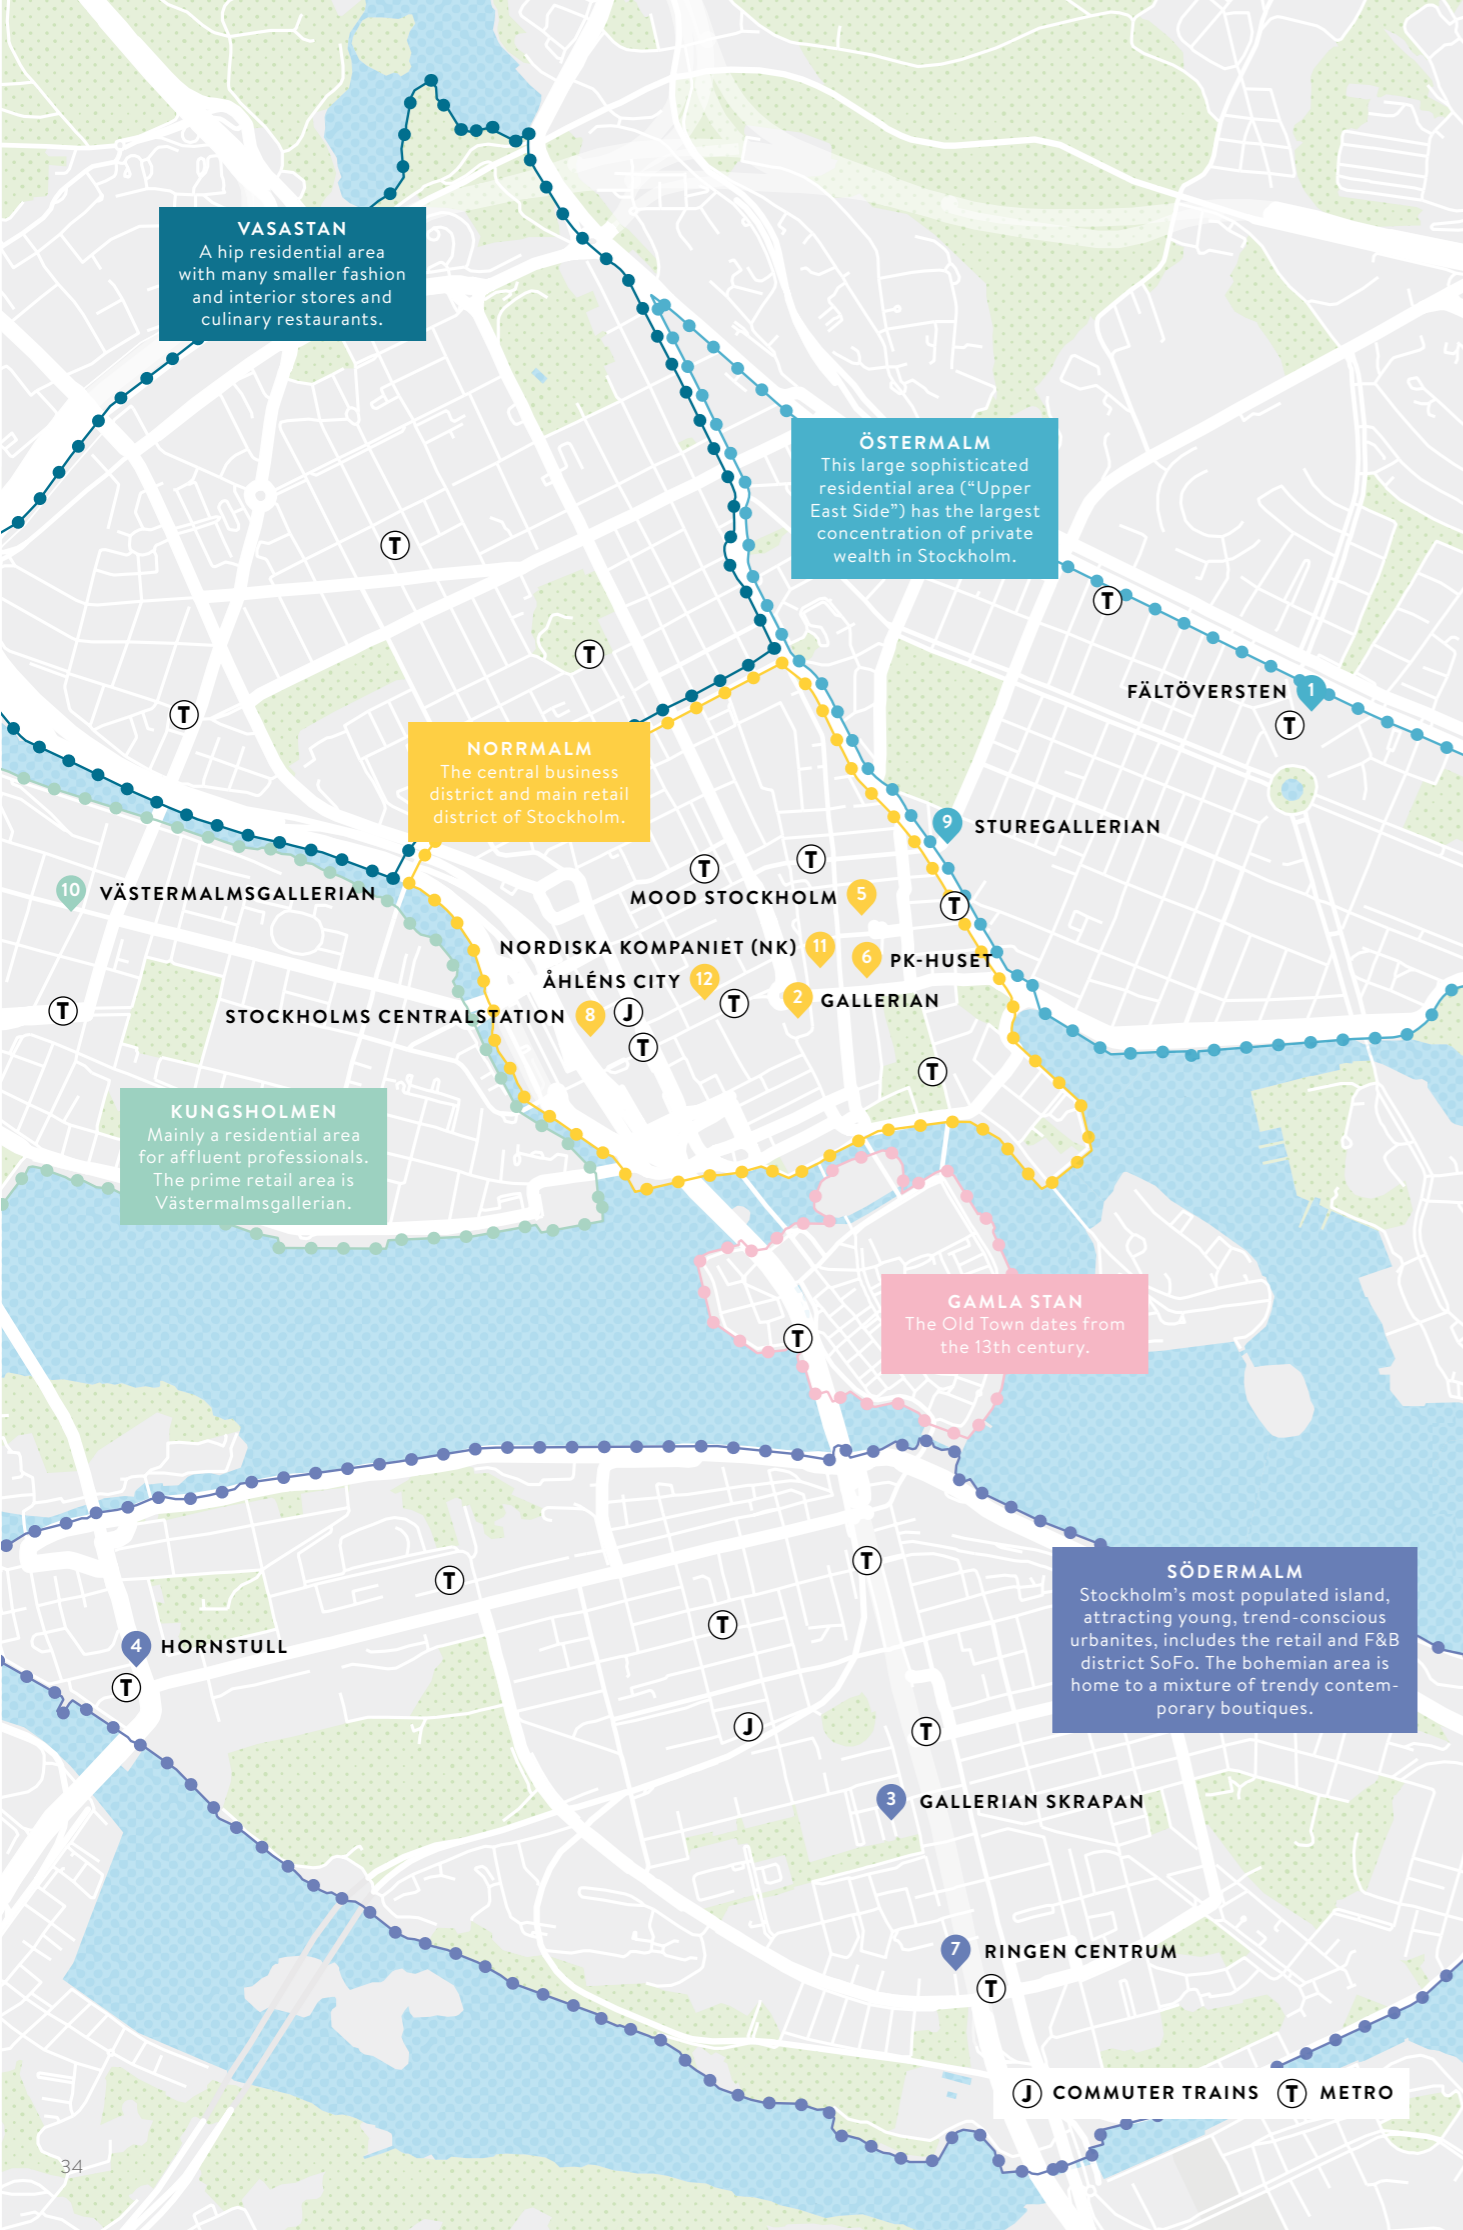 VASASTAN
A hip residential area
with many smaller fashion
and interior stores and
culinary restaurants.
ÖSTERMALM
This large sophisticated
residential area (“Upper
East Side”) has the largest
concentration of private
wealth in Stockholm.
T
T
T
FÄLTÖVERSTEN 1
T
T
NORRMALM
The central business
district and main retail
district of Stockholm.
9 STUREGALLERIAN
T
T
10 VÄSTERMALMSGALLERIAN
MOOD STOCKHOLM 5
T
NORDISKA KOMPANIET (NK) 11
6 PK-HUSET
ÅHLÉNS CITY 12
2 GALLERIAN
T
T
STOCKHOLMS CENTRALSTATION 8 J
T
T
KUNGSHOLMEN
Mainly a residential area
for affluent professionals.
The prime retail area is
Västermalmsgallerian.
GAMLA STAN
The Old Town dates from
the 13th century.
T
T
T
T
SÖDERMALM
Stockholm’s most populated island,
attracting young, trend-conscious
urbanites, includes the retail and F&B
district SoFo. The bohemian area is
home to a mixture of trendy contem-
porary boutiques.
4 HORNSTULL
T
J
T
3 GALLERIAN SKRAPAN
7 RINGEN CENTRUM
T
J COMMUTER TRAINS T METRO
34